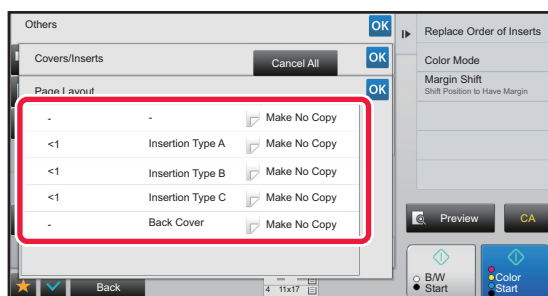 Others
OK
Covers/Inserts
Cancel All
OK
Page Layout
OK
- - Make No Copy
<1 Insertion Type A Make No Copy
<1 Insertion Type B Make No Copy
<1 Insertion Type C Make No Copy
- Back Cover Make No Copy
Back
4 11x17
Replace Order of Inserts
Color Mode
Margin Shift
Shift Position to Have Margin
Preview
CA
B/W
Start
Color
Start